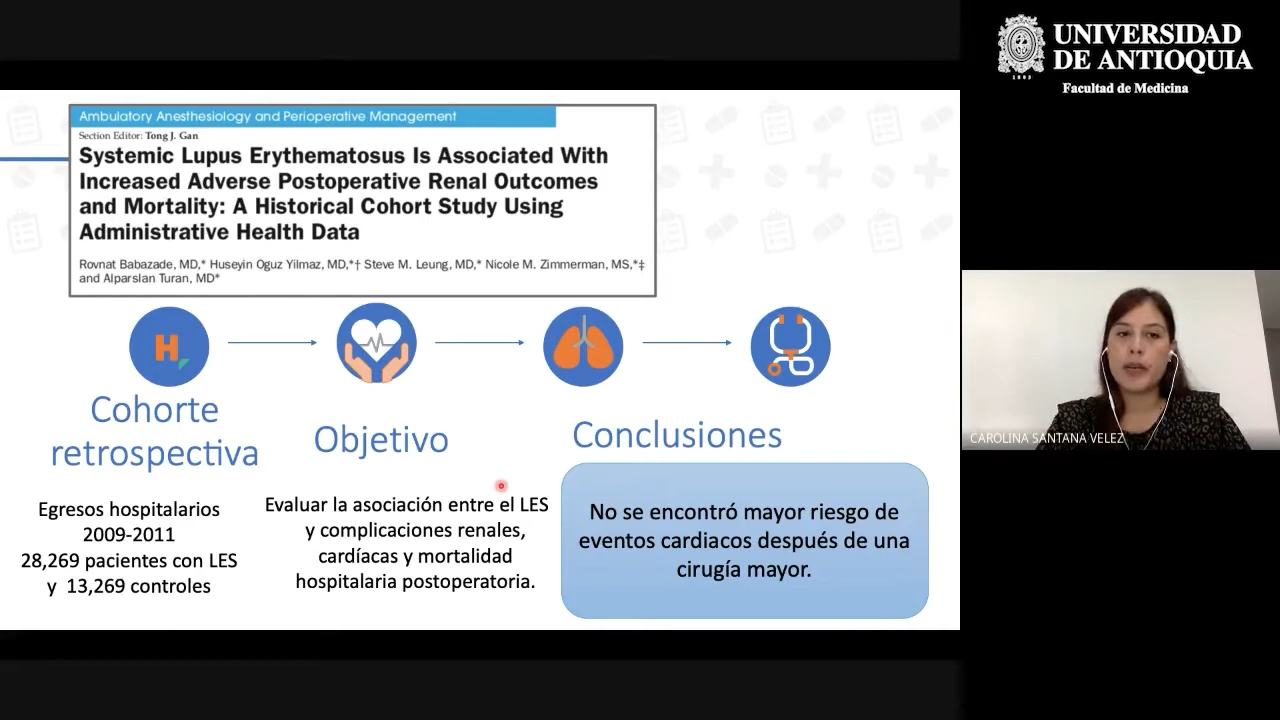 UNIVERSIDAD
DE ANTIOQUIA
1803
Facultad de Medicina
Ambulatory Anesthesiology and Perioperative Management
Section Editor: Tong J. Gan
Systemic Lupus Erythematosus Is Associated With
Increased Adverse Postoperative Renal Outcomes
and Mortality: A Historical Cohort Study Using
Administrative Health Data
Rovnat Babazade, MD,* Huseyin Oguz Yilmaz, MD,*† Steve M. Leung, MD,* Nicole M. Zimmerman, MS,*‡
and Alparslan Turan, MD*
H
Cohorte
retrospectiva
Egresos hospitalarios
2009-2011
28,269 pacientes con LES
y 13,269 controles
Objetivo
Evaluar la asociación entre el LES
y complicaciones renales,
cardíacas y mortalidad
hospitalaria postoperatoria.
Conclusiones
No se encontró mayor riesgo de
eventos cardiacos después de una
cirugía mayor.
CAROLINA SANTANA VELEZ